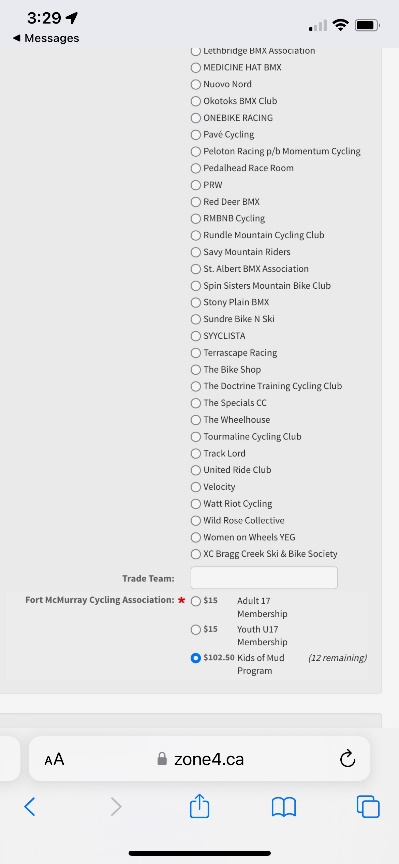 3:29
Messages
Lethbridge BMX Association
MEDICINE HAT BMX
Nuovo Nord
Okotoks BMX Club
ONEBIKE RACING
Pavé Cycling
Peloton Racing p/b Momentum Cycling
Pedalhead Race Room
PRW
Red Deer BMX
RMBNB Cycling
Rundle Mountain Cycling Club
Savy Mountain Riders
St. Albert BMX Association
Spin Sisters Mountain Bike Club
Stony Plain BMX
Sundre Bike N Ski
SYYCLISTA
Terrascape Racing
The Bike Shop
The Doctrine Training Cycling Club
The Specials CC
The Wheelhouse
Tourmaline Cycling Club
Track Lord
United Ride Club
Velocity
Watt Riot Cycling
Wild Rose Collective
Women on Wheels YEG
XC Bragg Creek Ski & Bike Society
Trade Team:
Fort McMurray Cycling Association: * $15 Adult 17
Membership
$15 Youth U17
Membership
$102.50 Kids of Mud (12 remaining)
Program
AA zone4.ca